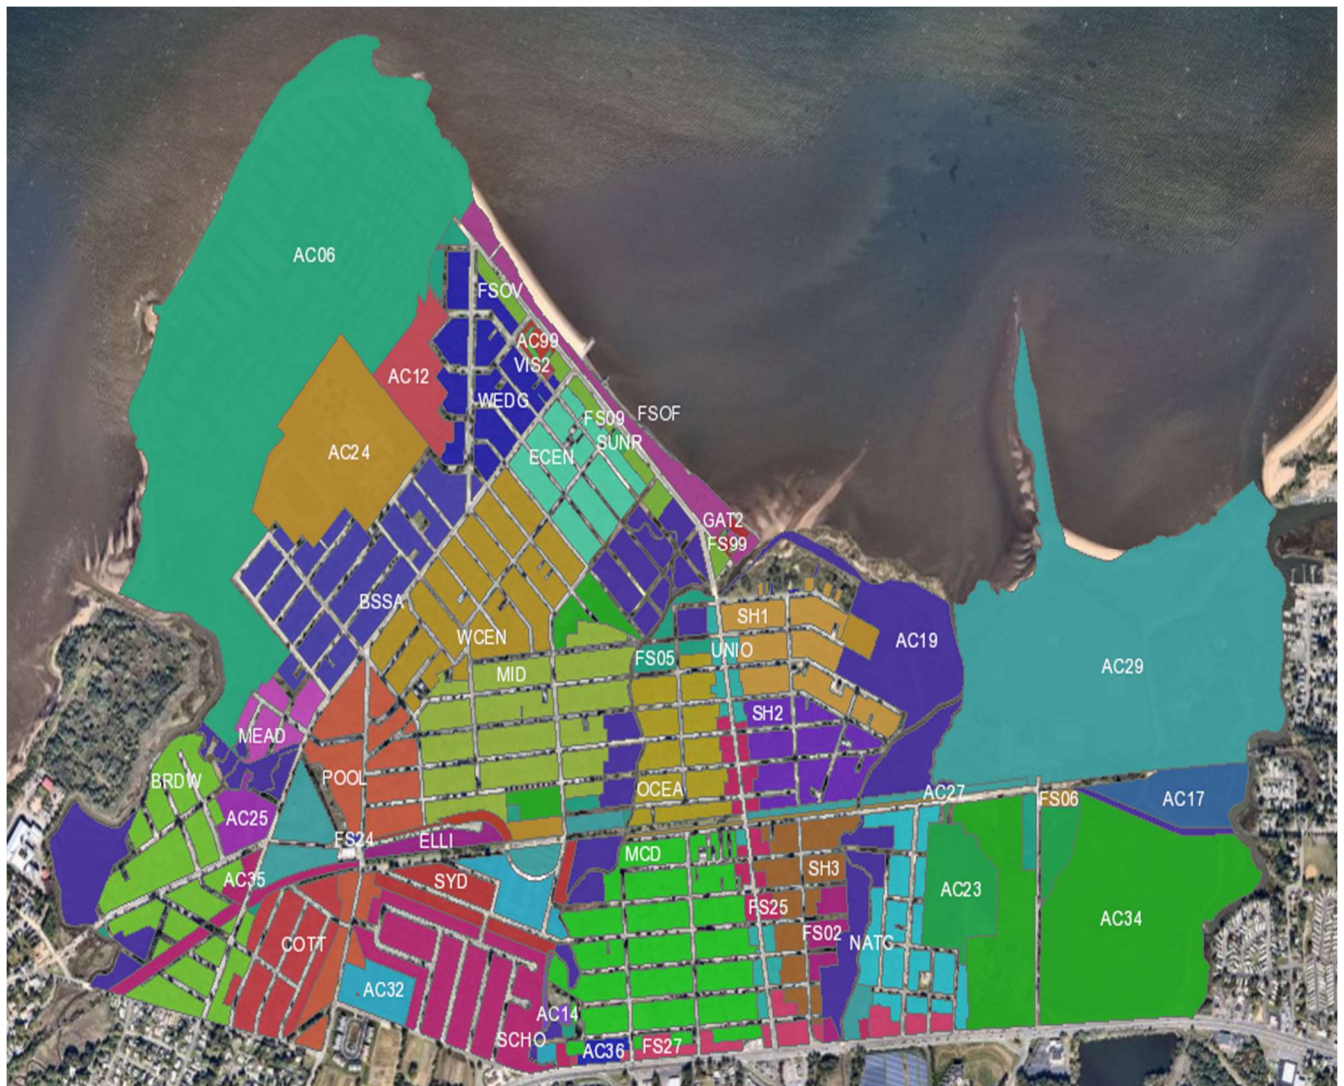 AC06
FSOV
AC99
VIS2
AC12
WEDG
FS09
FSOF
SUNR
AC24
ECEN
GAT2
FS99
BSSA
SH1
WCEN
AC19
UNIO
FS05
AC29
MID
SH2
MEAD
BRDW
POOL
OCEA
AC27
FS06
AC17
AC25
FS24
ELLI
MCD
SH3
AC35
SYD
AC23
FS25
AC34
FS02
NATC
COTT
AC32
AC14
SCHO
AC36
FS27